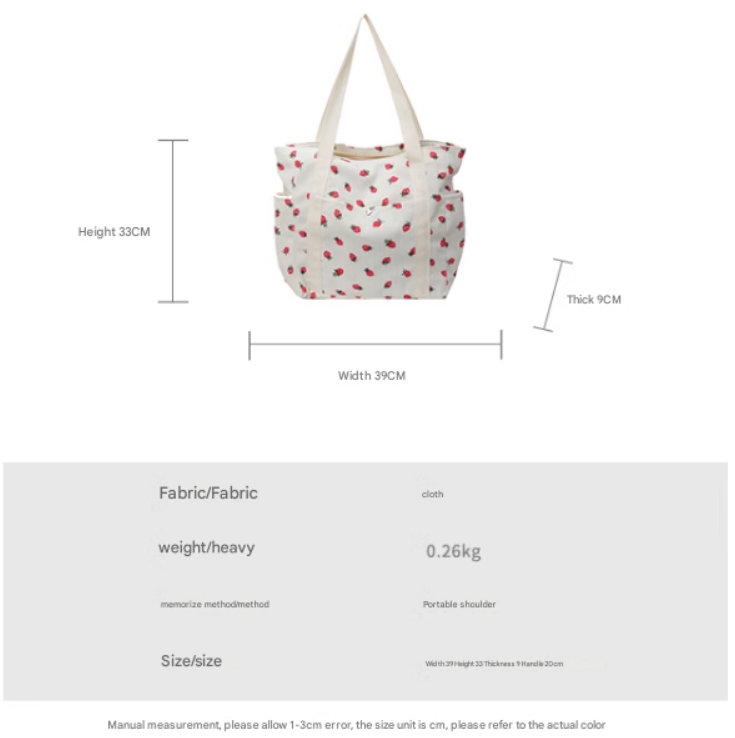 Height 33CM
Thick 9CM
Width 39CM
Fabric/Fabric cloth
weight/heavy 0.26kg
memorize method/method Portable shoulder
Size/size Width 39 Height 33 Thickness 9 Handle 20 cm
Manual measurement, please allow 1-3cm error, the size unit is cm, please refer to the actual color